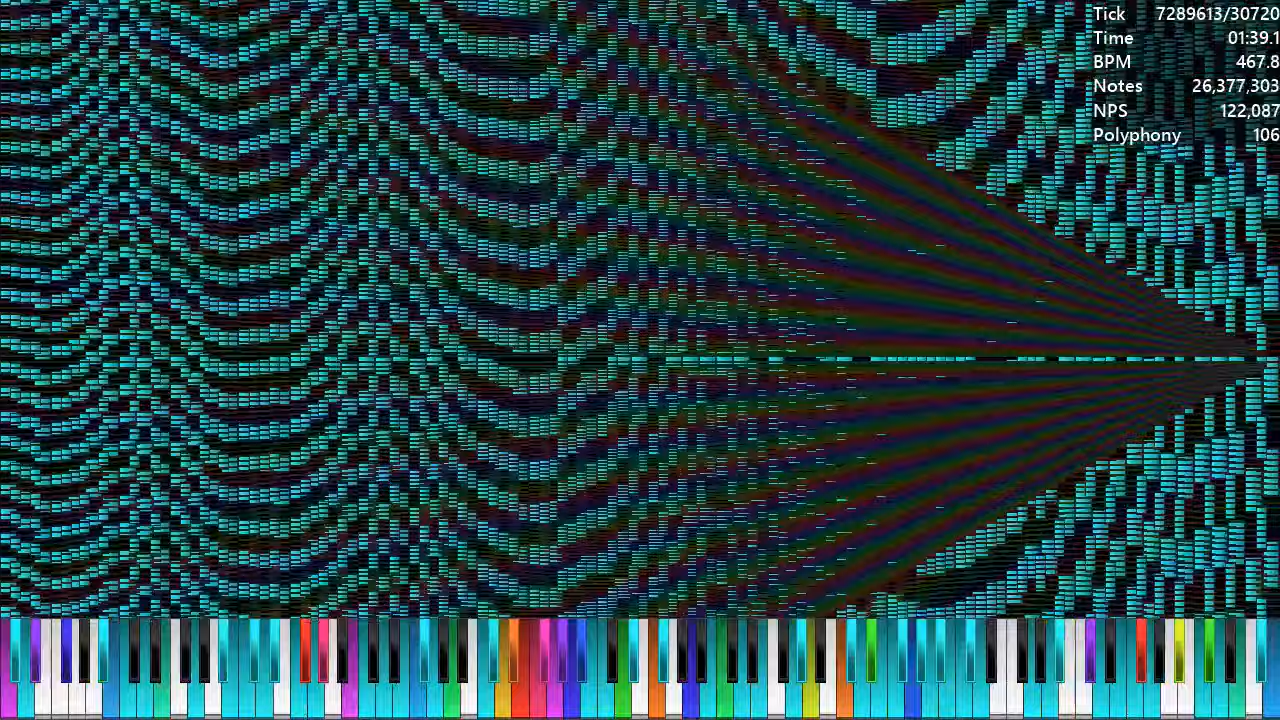 Tick 7289613/30720
Time 01:39.1
BPM 467.8
Notes 26,377,303
NPS 122,087
Polyphony 106